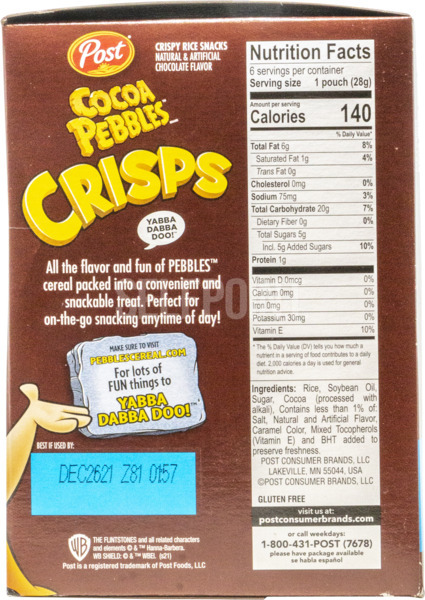 Post
CRISPY RICE SNACKS
NATURAL & ARTIFICIAL
CHOCOLATE FLAVOR
COCOA
PEBBLES
CRISPS
YABBA
DABBA
DOO!™
All the flavor and fun of PEBBLES™
cereal packed into a convenient and
snackable treat. Perfect for
on-the-go snacking anytime of day!
MAKE SURE TO VISIT
PEBBLESCEREAL.COM
For lots of
FUN things to
YABBA
DABBA DOO!™
BEST IF USED BY:
DEC2621 Z81 0157
WB
THE FLINTSTONES and all related characters
and elements © & ™ Hanna-Barbera.
WB SHIELD: © & ™ WBEI. (s21)
Post is a registered trademark of Post Foods, LLC
Nutrition Facts
6 servings per container
Serving size 1 pouch (28g)
Amount per serving
Calories 140
% Daily Value*
Total Fat 6g 8%
Saturated Fat 1g 4%
Trans Fat 0g
Cholesterol 0mg 0%
Sodium 75mg 3%
Total Carbohydrate 20g 7%
Dietary Fiber 0g 0%
Total Sugars 5g
Incl. 5g Added Sugars 10%
Protein 1g
Vitamin D 0mcg 0%
Calcium 0mg 0%
Iron 0mg 0%
Potassium 30mg 0%
Vitamin E 10%
* The % Daily Value (DV) tells you how much a
nutrient in a serving of food contributes to a daily
diet. 2,000 calories a day is used for general
nutrition advice.
Ingredients: Rice, Soybean Oil,
Sugar, Cocoa (processed with
alkali), Contains less than 1% of:
Salt, Natural and Artificial Flavor,
Caramel Color, Mixed Tocopherols
(Vitamin E) and BHT added to
preserve freshness.
POST CONSUMER BRANDS, LLC
LAKEVILLE, MN 55044, USA
©POST CONSUMER BRANDS, LLC
GLUTEN FREE
visit us at:
postconsumerbrands.com
or call weekdays:
1-800-431-POST (7678)
please have package available
se habla español